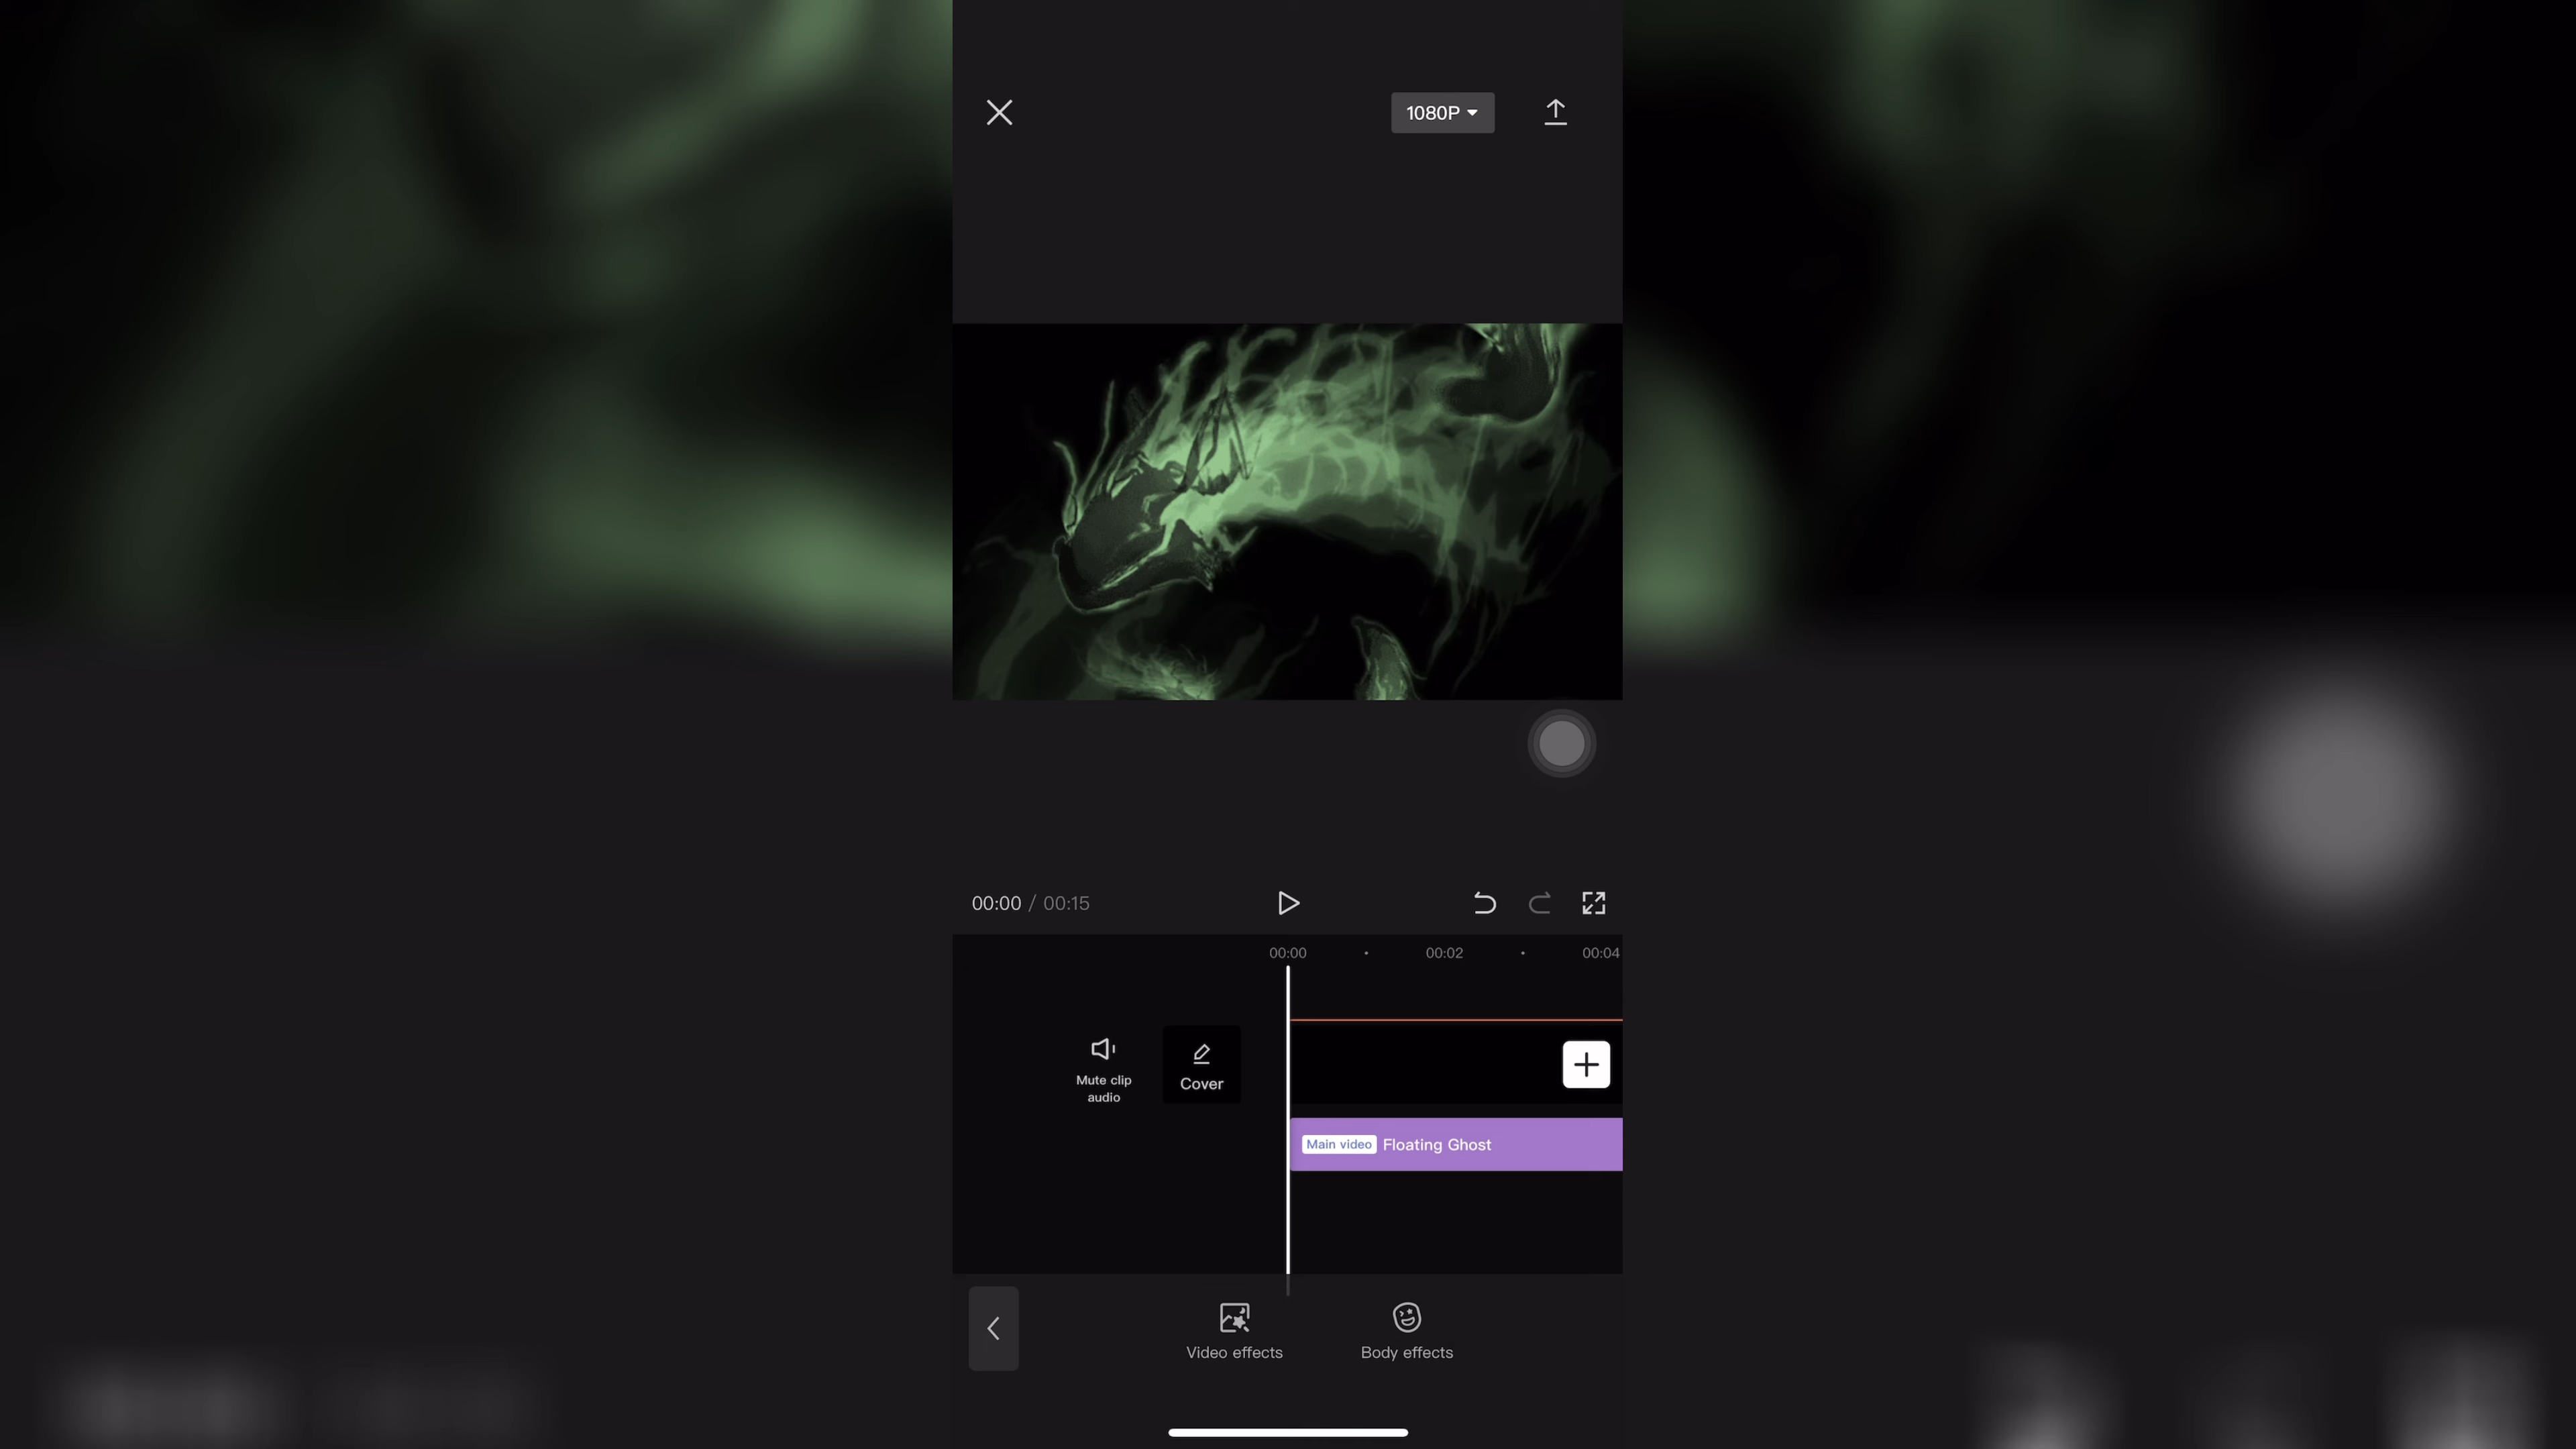 1080P
00:00 / 00:15
00:00 00:02 00:04
Mute clip
audio
Cover
Main video Floating Ghost
Video effects Body effects